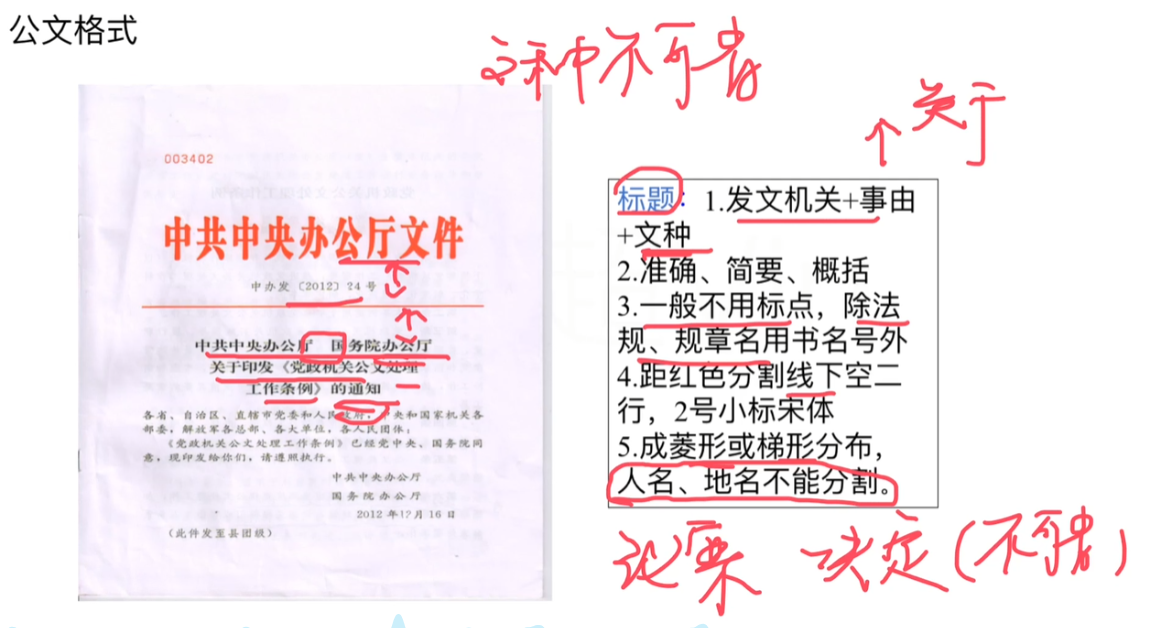 公文格式
文种不可省
关于
003402
中共中央办公厅文件
中办发〔2012〕24号
中共中央办公厅 国务院办公厅
关于印发《党政机关公文处理
工作条例》的通知
各省、自治区、直辖市党委和人民政府，中央和国家机关各
部委，解放军各总部、各大单位，各人民团体：
《党政机关公文处理工作条例》已经党中央、国务院同
意，现印发给你们，请遵照执行。
中共中央办公厅
国务院办公厅
2012年12月16日
（此件发至县团级）
标题：1.发文机关+事由
+文种
2.准确、简要、概括
3.一般不用标点，除法
规、规章名用书名号外
4.距红色分割线下空二
行，2号小标宋体
5.成菱形或梯形分布，
人名、地名不能分割。
决定(不可省)